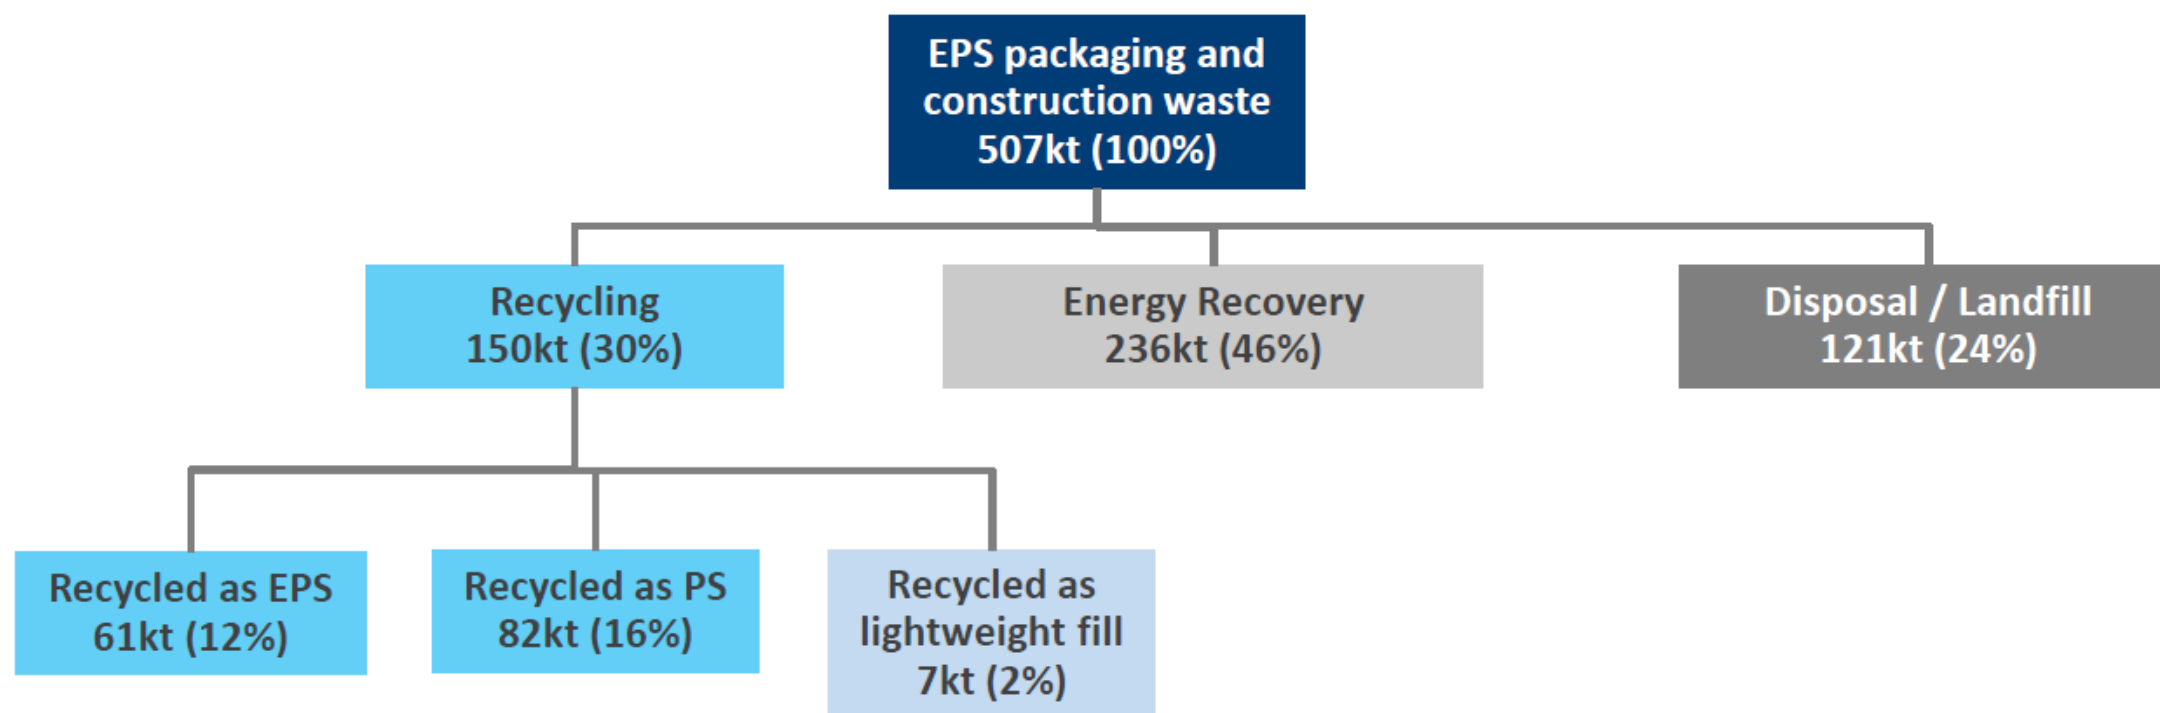 EPS packaging and
construction waste
507kt (100%)
Recycling
150kt (30%)
Energy Recovery
236kt (46%)
Disposal / Landfill
121kt (24%)
Recycled as EPS
61kt (12%)
Recycled as PS
82kt (16%)
Recycled as
lightweight fill
7kt (2%)